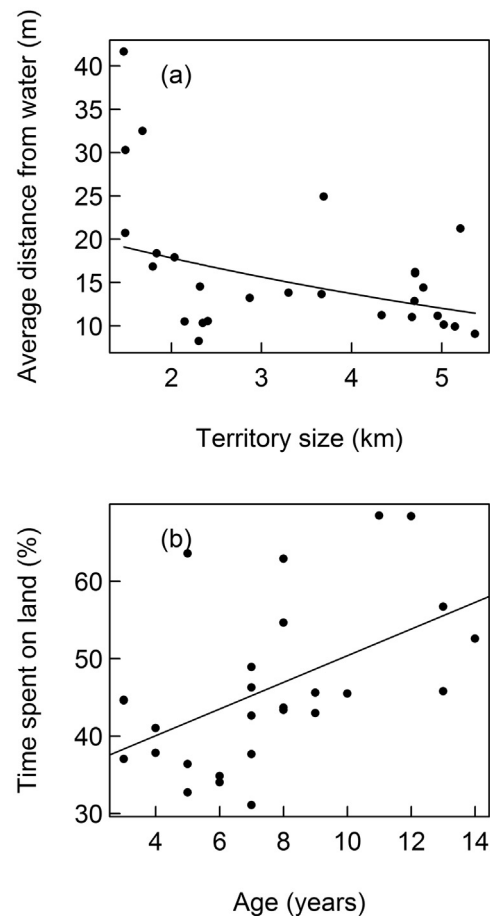 Average distance from water (m)
(a)
40
35
30
25
20
15
10
2 3 4 5
Territory size (km)
Time spent on land (%)
(b)
60
50
40
30
4 6 8 10 12 14
Age (years)